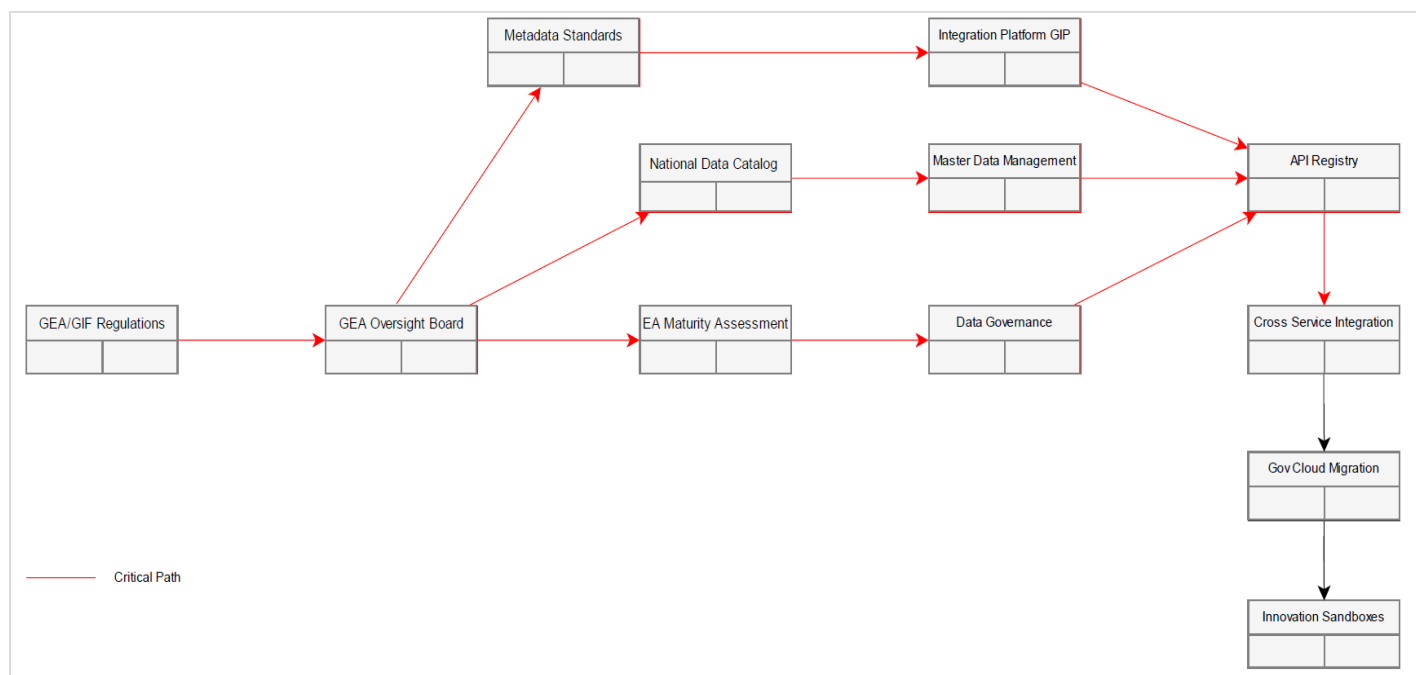 Metadata Standards
Integration Platform GIP
National Data Catalog
Master Data Management
API Registry
GEA/GIF Regulations
GEA Oversight Board
EA Maturity Assessment
Data Governance
Cross Service Integration
Gov Cloud Migration
Critical Path
Innovation Sandboxes